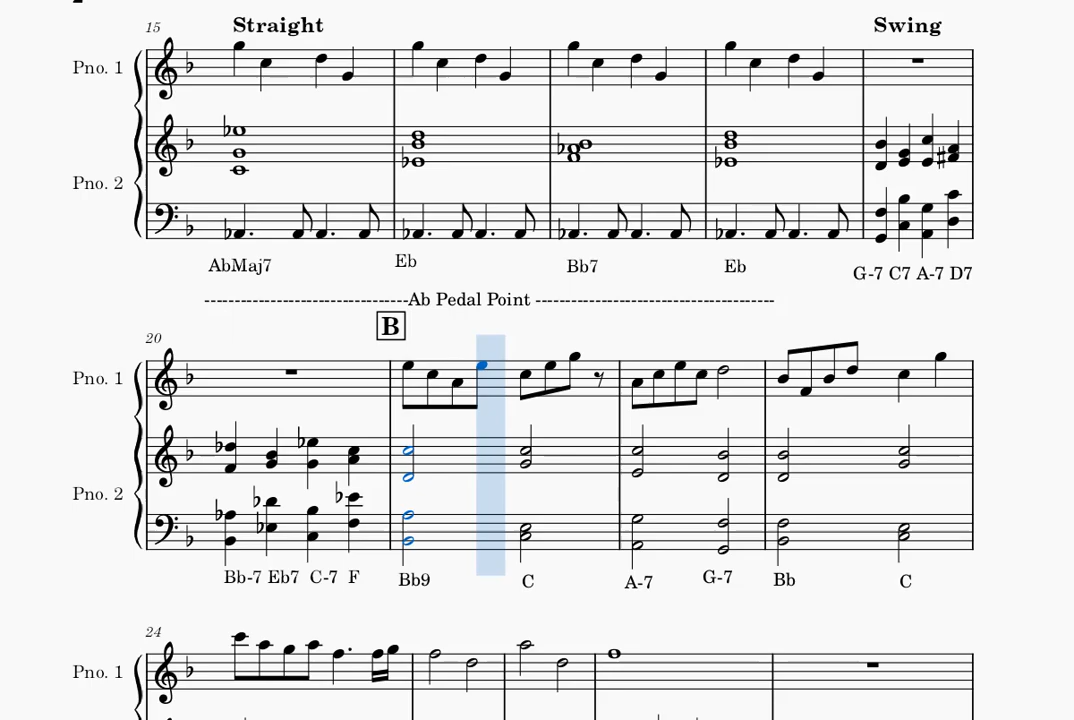 15 Straight Swing
Pno. 1
Pno. 2
AbMaj7 Eb Bb7 Eb G-7 C7 A-7 D7
----------------------------------Ab Pedal Point ----------------------------------------
B
20
Pno. 1
Pno. 2
Bb-7 Eb7 C-7 F Bb9 C A-7 G-7 Bb C
24
Pno. 1